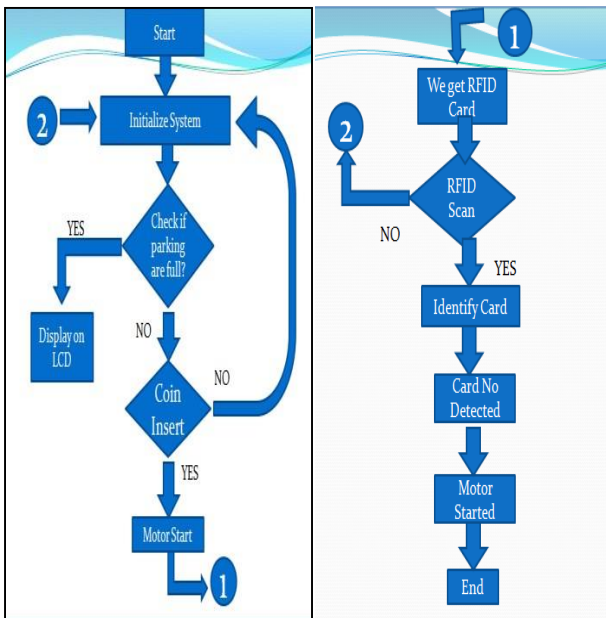 Start
2
Initialize System
Check if
parking
are full?
YES
Display on
LCD
NO
Coin
Insert
NO
YES
Motor Start
1
1
We get RFID
Card
2
RFID
Scan
NO
YES
Identify Card
Card No
Detected
Motor
Started
End